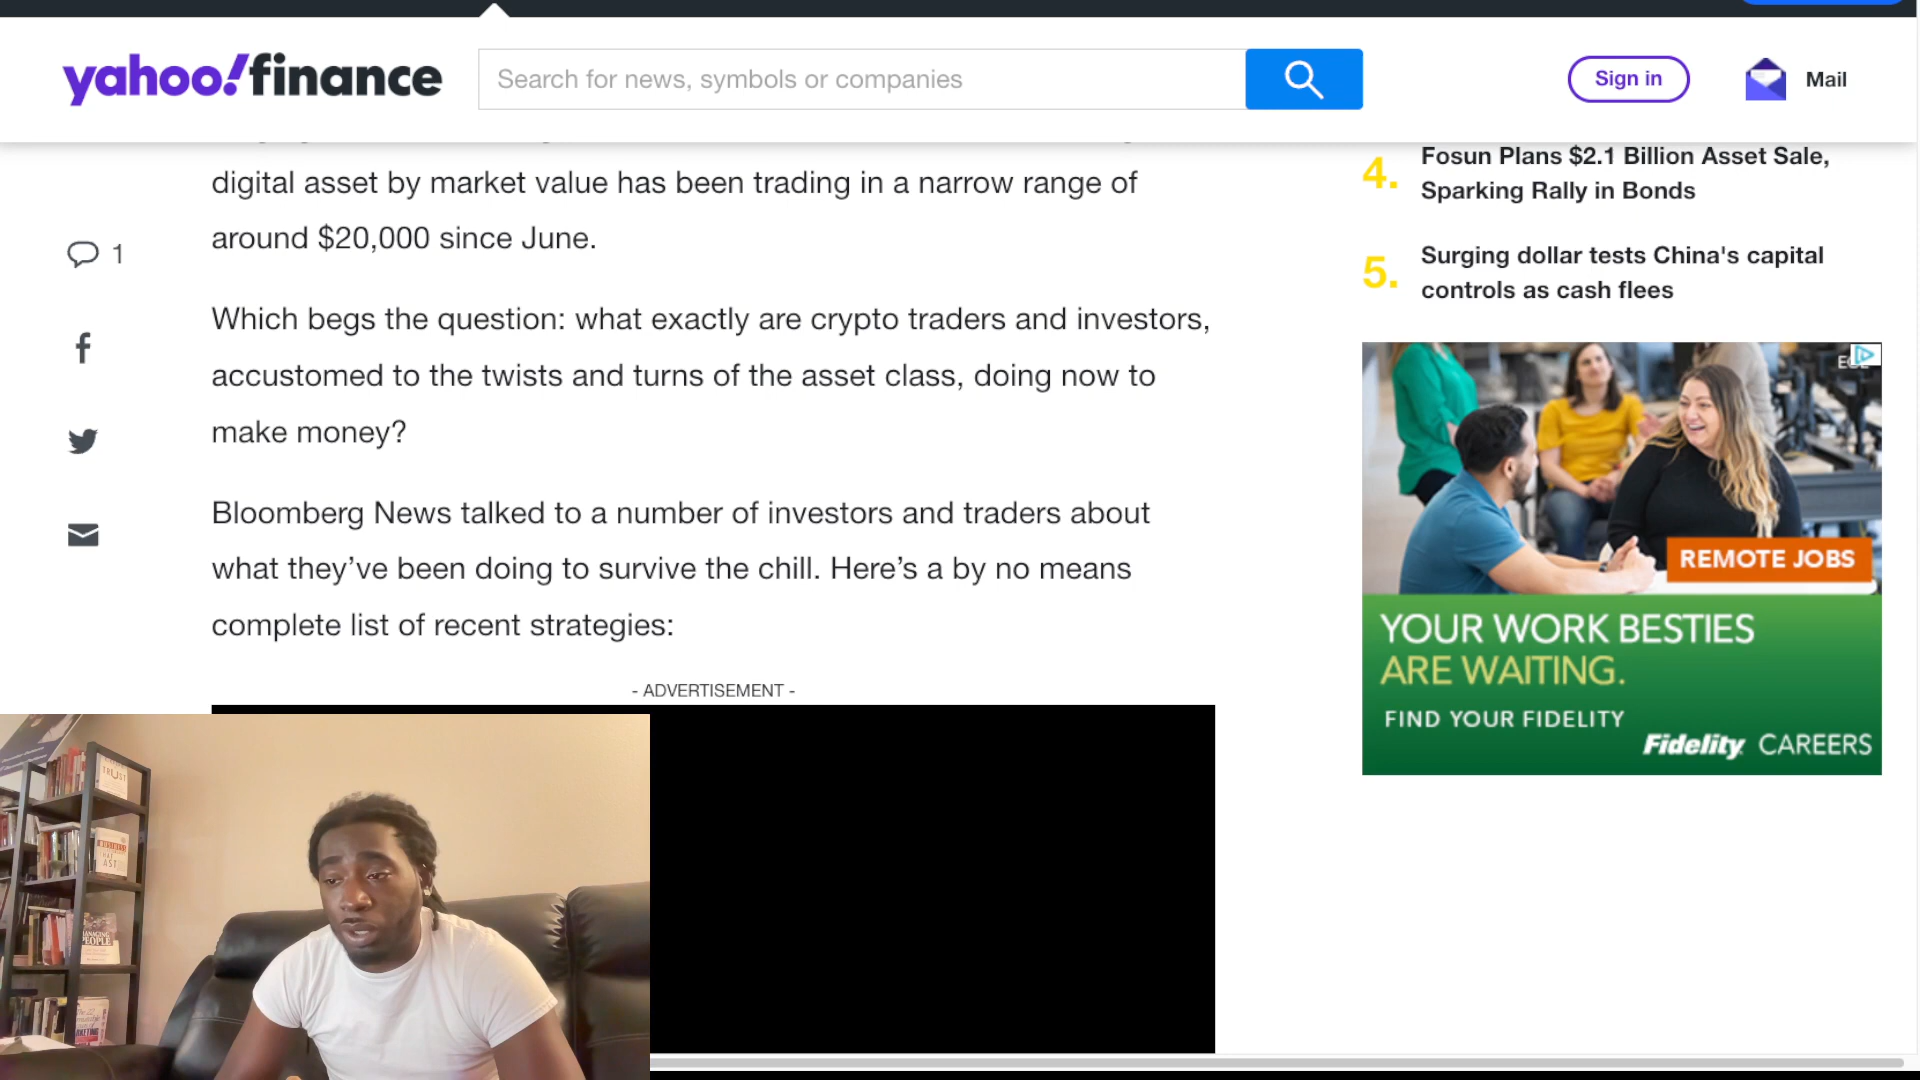 yahoo!finance
Search for news, symbols or companies
Sign in
Mail
digital asset by market value has been trading in a narrow range of
around $20,000 since June.
1
Which begs the question: what exactly are crypto traders and investors,
accustomed to the twists and turns of the asset class, doing now to
make money?
Bloomberg News talked to a number of investors and traders about
what they’ve been doing to survive the chill. Here’s a by no means
complete list of recent strategies:
- ADVERTISEMENT -
4.
Fosun Plans $2.1 Billion Asset Sale,
Sparking Rally in Bonds
5.
Surging dollar tests China's capital
controls as cash flees
REMOTE JOBS
YOUR WORK BESTIES
ARE WAITING.
FIND YOUR FIDELITY
Fidelity CAREERS
TRUST
MANAGING
PEOPLE